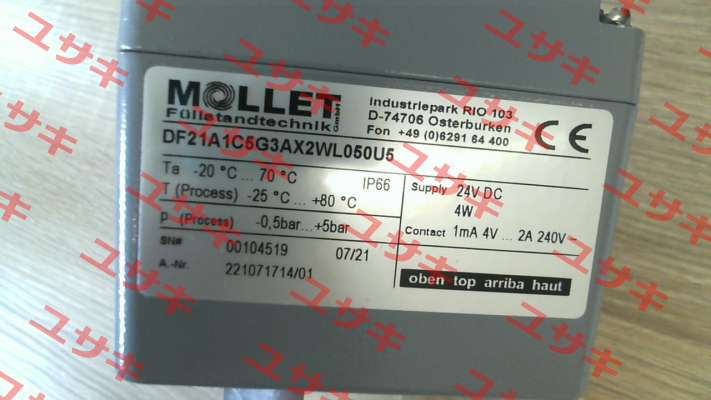 MOLLET GmbH
Füllstandtechnik
Industriepark RIO 103
D-74706 Osterburken
Fon +49 (0)6291 64 400
CE
DF21A1C5G3AX2WL050U5
Ta -20 °C ... 70 °C IP66
T (Process) -25 °C ... +80 °C
P (Process) -0,5bar...+5bar
SN# 00104519 07/21
A.-Nr. 221071714/01
Supply 24V DC
4W
Contact 1mA 4V ... 2A 240V~
oben top arriba haut
ユサキ